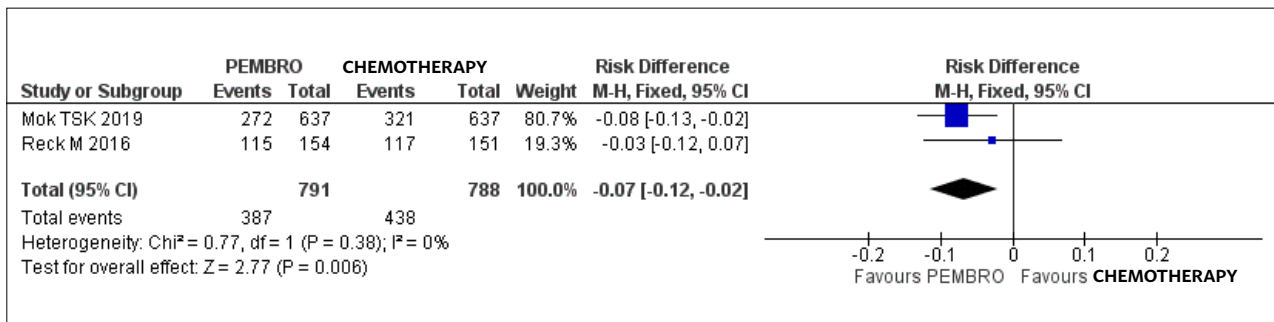 PEMBRO CHEMOTHERAPY Risk Difference Risk Difference
Study or Subgroup Events Total Events Total Weight M-H, Fixed, 95% CI M-H, Fixed, 95% CI
Mok TSK 2019 272 637 321 637 80.7% -0.08 [-0.13, -0.02]
Reck M 2016 115 154 117 151 19.3% -0.03 [-0.12, 0.07]
Total (95% CI) 791 788 100.0% -0.07 [-0.12, -0.02]
Total events 387 438
Heterogeneity: Chi² = 0.77, df = 1 (P = 0.38); I² = 0%
Test for overall effect: Z = 2.77 (P = 0.006)
-0.2 -0.1 0 0.1 0.2
Favours PEMBRO Favours CHEMOTHERAPY